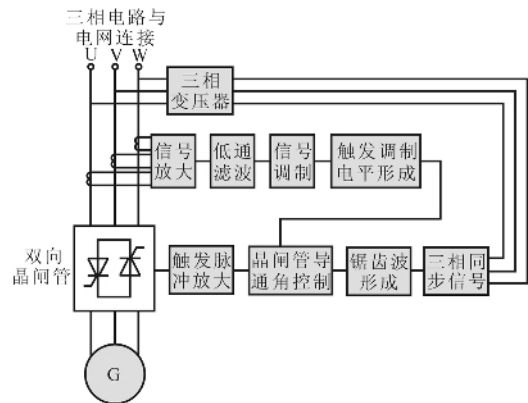 三相电路与
电网连接
U V W
三相
变压器
信号
放大
低通
滤波
信号
调制
触发调制
电平形成
双向
晶闸管
触发脉
冲放大
晶闸管导
通角控制
锯齿波
形成
三相同
步信号
G